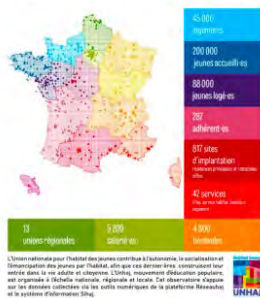 45 000
logements
200 000
jeunes accueilli·es
88 000
jeunes logé·es
287
adhérent·es
817 sites
d'implantation
42 services
13
unions régionales
5 200
salarié·es
4 800
bénévoles
L'Union nationale pour l'habitat des jeunes contribue à l'autonomie, la socialisation et
l'émancipation des jeunes par l'habitat, afin que ces dernier·ères construisent leur
entrée dans la vie adulte et citoyenne. L'Unhaj, mouvement d'éducation populaire,
est organisée à l'échelle nationale, régionale et locale. Cet observatoire s'appuie
sur les données collectées via les outils numériques de la plateforme Réseauhaj
et le système d'information Sihaj.
UNHAJ